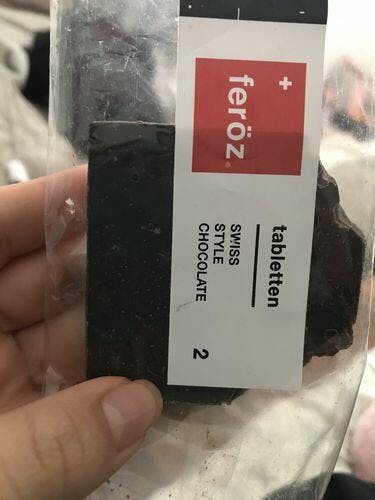 +
feröz®
tabletten
SWISS
STYLE
CHOCOLATE
2